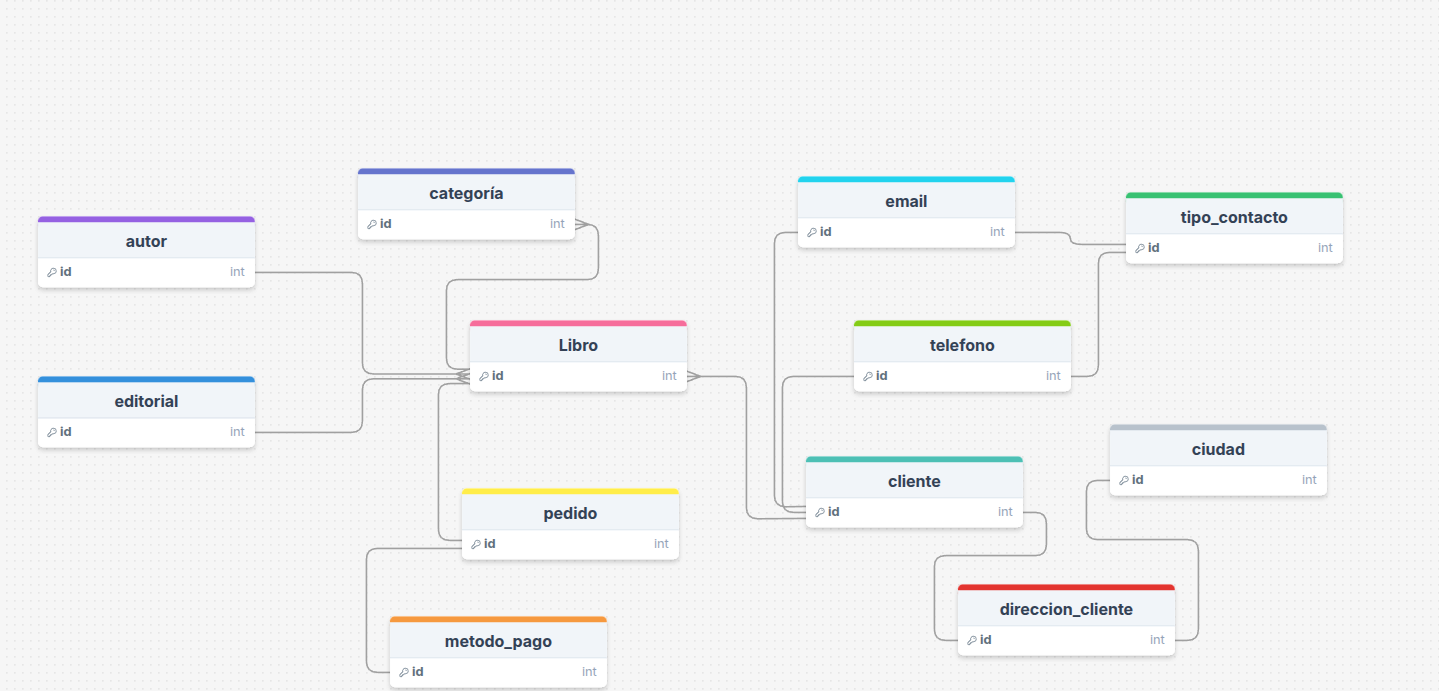 categoría
id int
email
id int
tipo_contacto
id int
autor
id int
Libro
id int
telefono
id int
editorial
id int
ciudad
id int
cliente
id int
pedido
id int
direccion_cliente
id int
metodo_pago
id int